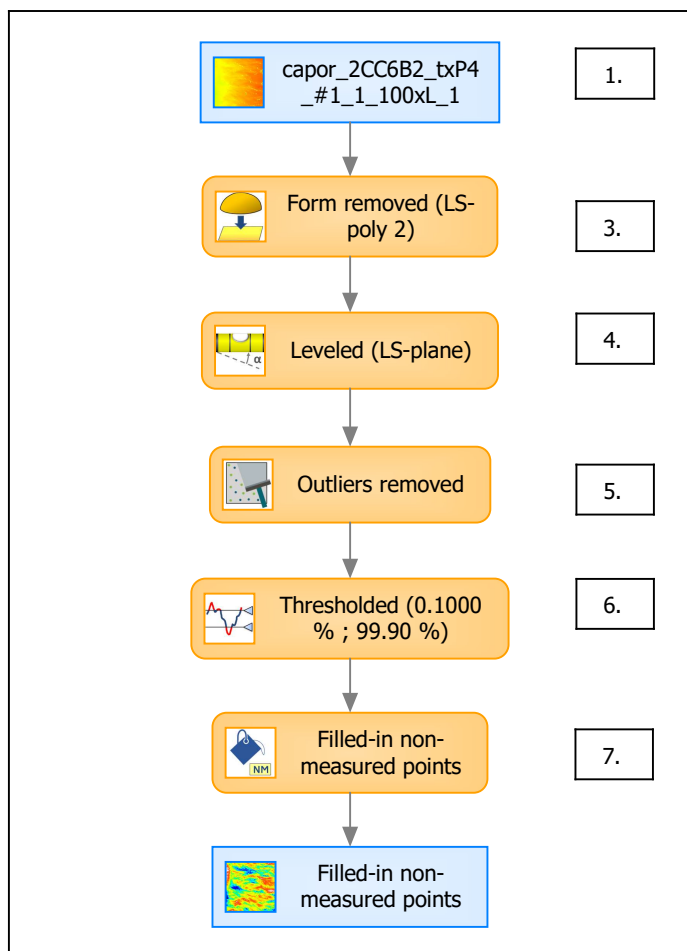 capor_2CC6B2_txP4
_#1_1_100xL_1
1.
Form removed (LS-
poly 2)
3.
α
Leveled (LS-plane)
4.
Outliers removed
5.
Thresholded (0.1000
% ; 99.90 %)
6.
NM
Filled-in non-
measured points
7.
Filled-in non-
measured points